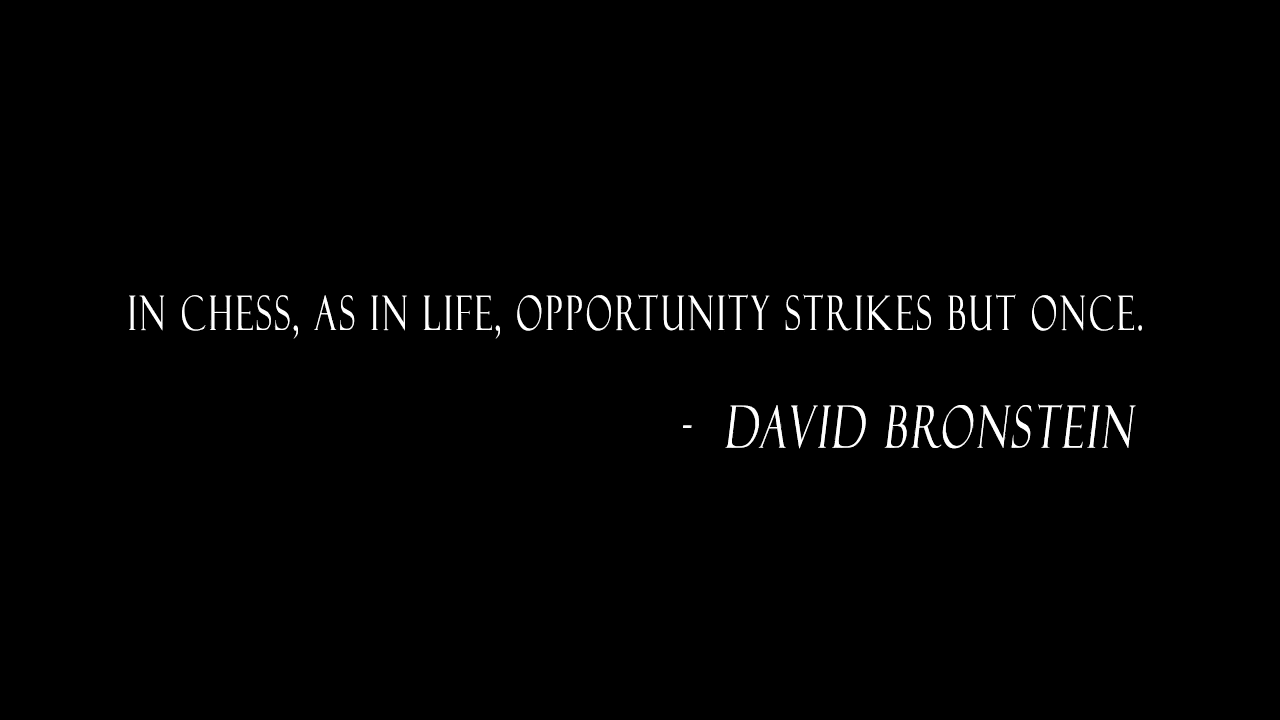 IN CHESS, AS IN LIFE, OPPORTUNITY STRIKES BUT ONCE.
- DAVID BRONSTEIN